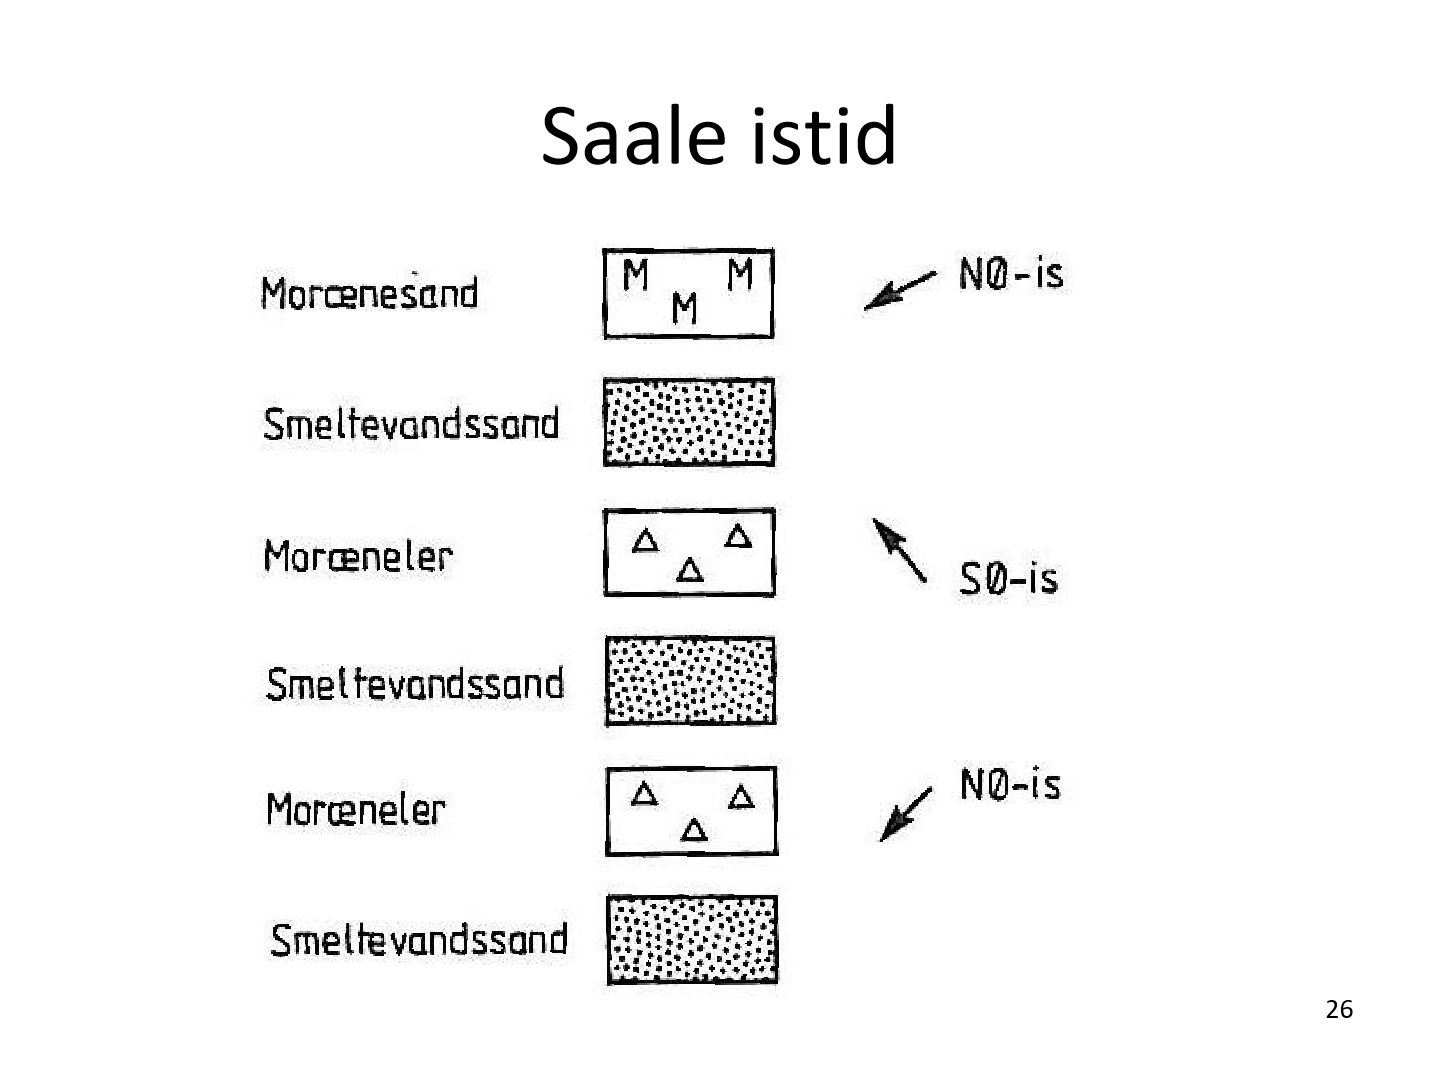 Saale istid
Morænesand
M M
M
NØ-is
Smeltevandssand
Moræneler
SØ-is
Smeltevandssand
Moræneler
NØ-is
Smeltevandssand
26